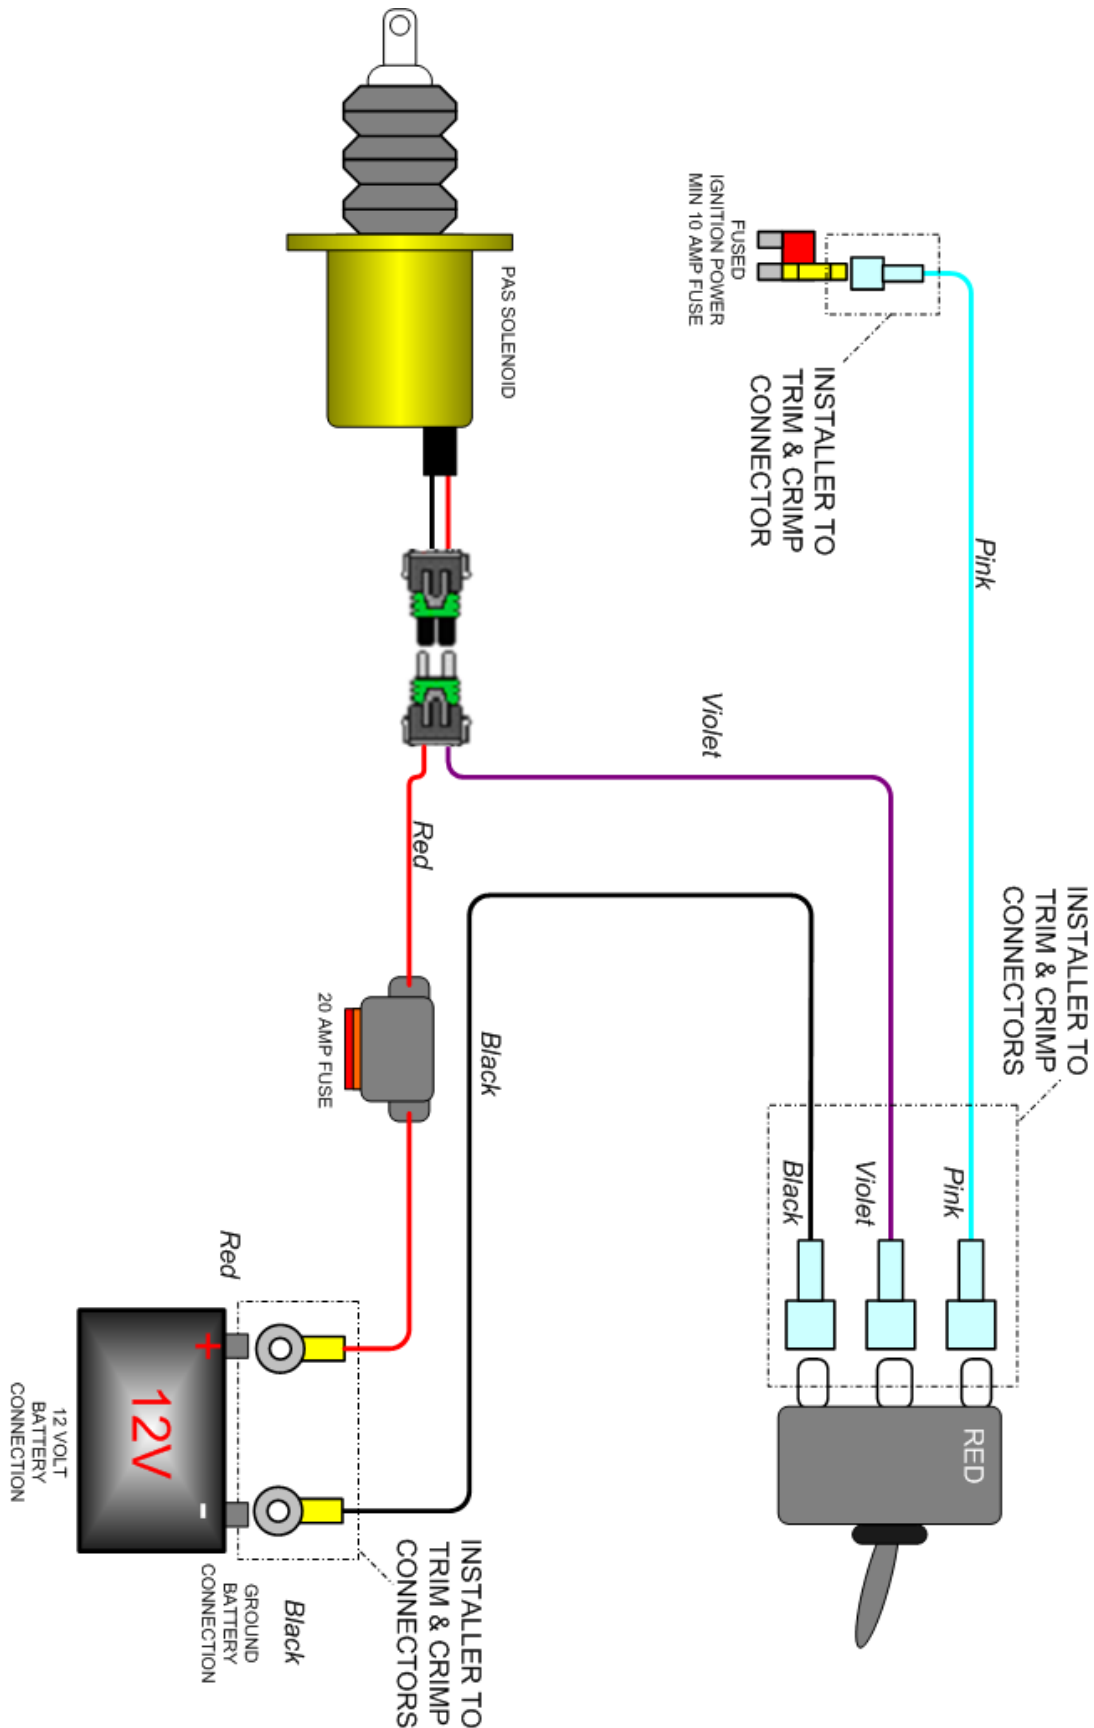 INSTALLER TO
TRIM & CRIMP
CONNECTORS
Pink
Pink
Violet
Black
RED
INSTALLER TO
TRIM & CRIMP
CONNECTOR
FUSED
IGNITION POWER
MIN 10 AMP FUSE
Violet
PAS SOLENOID
Red
Black
20 AMP FUSE
INSTALLER TO
TRIM & CRIMP
CONNECTORS
Red
Black
+
12V
-
12 VOLT
BATTERY
CONNECTION
GROUND
BATTERY
CONNECTION